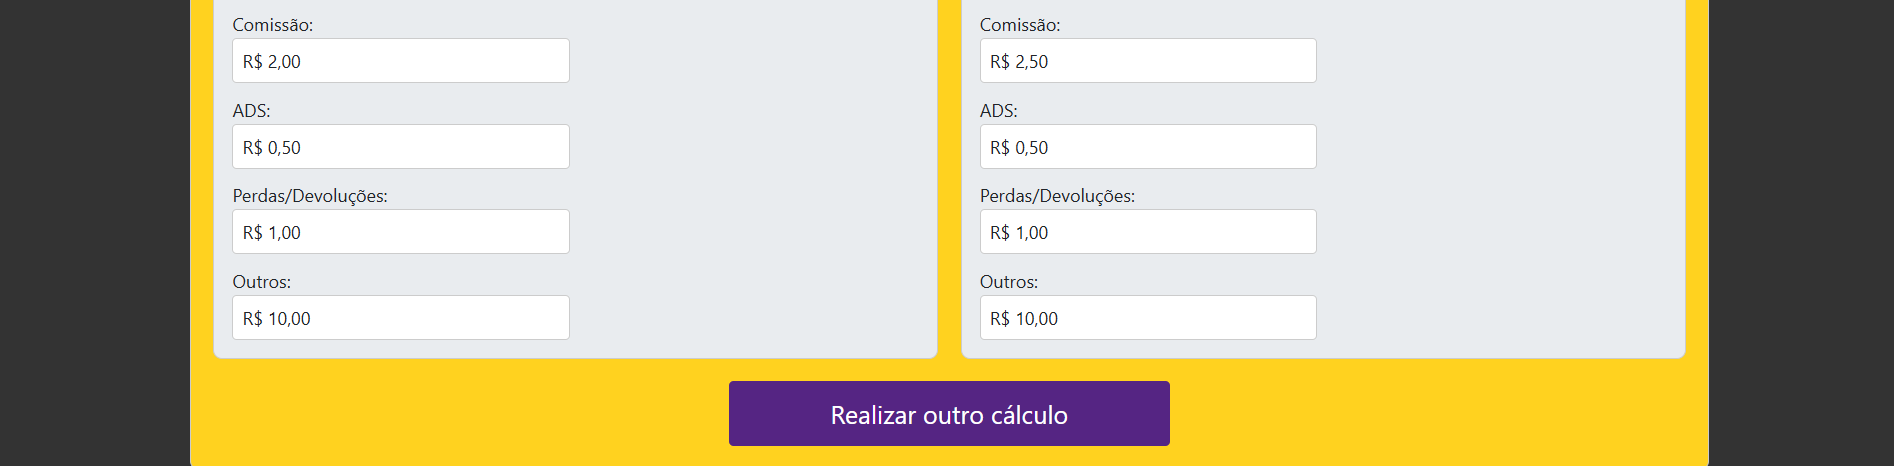 Comissão:
R$ 2,00
ADS:
R$ 0,50
Perdas/Devoluções:
R$ 1,00
Outros:
R$ 10,00
Comissão:
R$ 2,50
ADS:
R$ 0,50
Perdas/Devoluções:
R$ 1,00
Outros:
R$ 10,00
Realizar outro cálculo